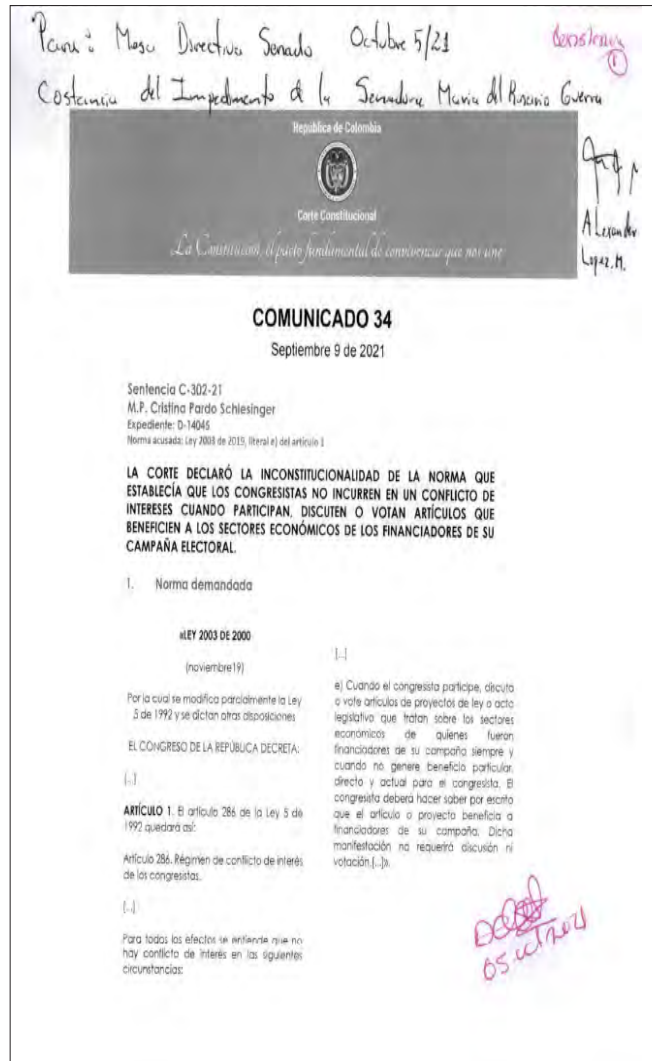 Para: Mesa Directiva Senado Octubre 5/21
Constancia
1
Costancia del Impedimento de la Senadora Maria del Rosario Guerra
República de Colombia
Corte Constitucional
La Constitución, el pacto fundamental de convivencia que nos une
Alexander
Lopez. M.
COMUNICADO 34
Septiembre 9 de 2021
Sentencia C-302-21
M.P. Cristina Pardo Schlesinger
Expediente: D-14045
Norma acusada: Ley 2003 de 2019, literal e) del artículo 1
LA CORTE DECLARÓ LA INCONSTITUCIONALIDAD DE LA NORMA QUE
ESTABLECÍA QUE LOS CONGRESISTAS NO INCURREN EN UN CONFLICTO DE
INTERESES CUANDO PARTICIPAN, DISCUTEN O VOTAN ARTÍCULOS QUE
BENEFICIEN A LOS SECTORES ECONÓMICOS DE LOS FINANCIADORES DE SU
CAMPAÑA ELECTORAL.
1. Norma demandada
«LEY 2003 DE 2000
(noviembre19)
Por la cual se modifica parcialmente la Ley
5 de 1992 y se dictan otras disposiciones
EL CONGRESO DE LA REPÚBLICA DECRETA:
[...]
ARTÍCULO 1. El artículo 286 de la Ley 5 de
1992 quedará así:
Artículo 286. Régimen de conflicto de interés
de los congresistas.
[...]
Para todos los efectos se entiende que no
hay conflicto de interés en las siguientes
circunstancias:
[...]
e) Cuando el congresista participe, discuta
o vote artículos de proyectos de ley o acto
legislativo que tratan sobre los sectores
económicos de quienes fueron
financiadores de su campaña siempre y
cuando no genere beneficio particular,
directo y actual para el congresista. El
congresista deberá hacer saber por escrito
que el artículo o proyecto beneficia a
financiadores de su campaña. Dicha
manifestación no requerirá discusión ni
votación.[...]».
05 oct 2021